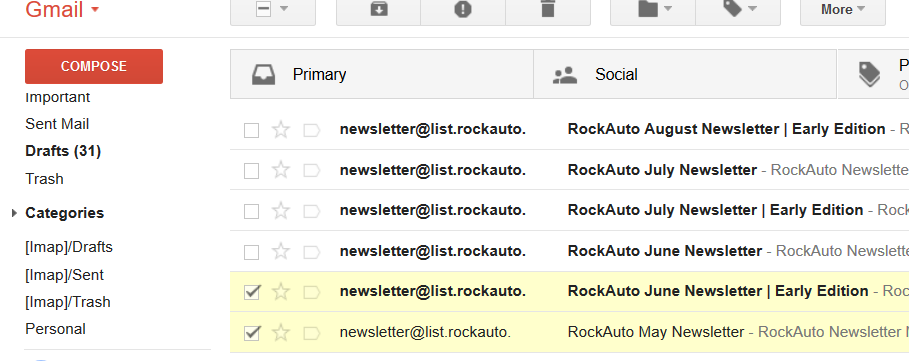 Gmail
More
COMPOSE
Important
Sent Mail
Drafts (31)
Trash
Categories
[Imap]/Drafts
[Imap]/Sent
[Imap]/Trash
Personal
Primary
Social
P
O
newsletter@list.rockauto. RockAuto August Newsletter | Early Edition - R
newsletter@list.rockauto. RockAuto July Newsletter - RockAuto Newslette
newsletter@list.rockauto. RockAuto July Newsletter | Early Edition - Rock
newsletter@list.rockauto. RockAuto June Newsletter - RockAuto Newslett
newsletter@list.rockauto. RockAuto June Newsletter | Early Edition - Roc
newsletter@list.rockauto. RockAuto May Newsletter - RockAuto Newsletter M